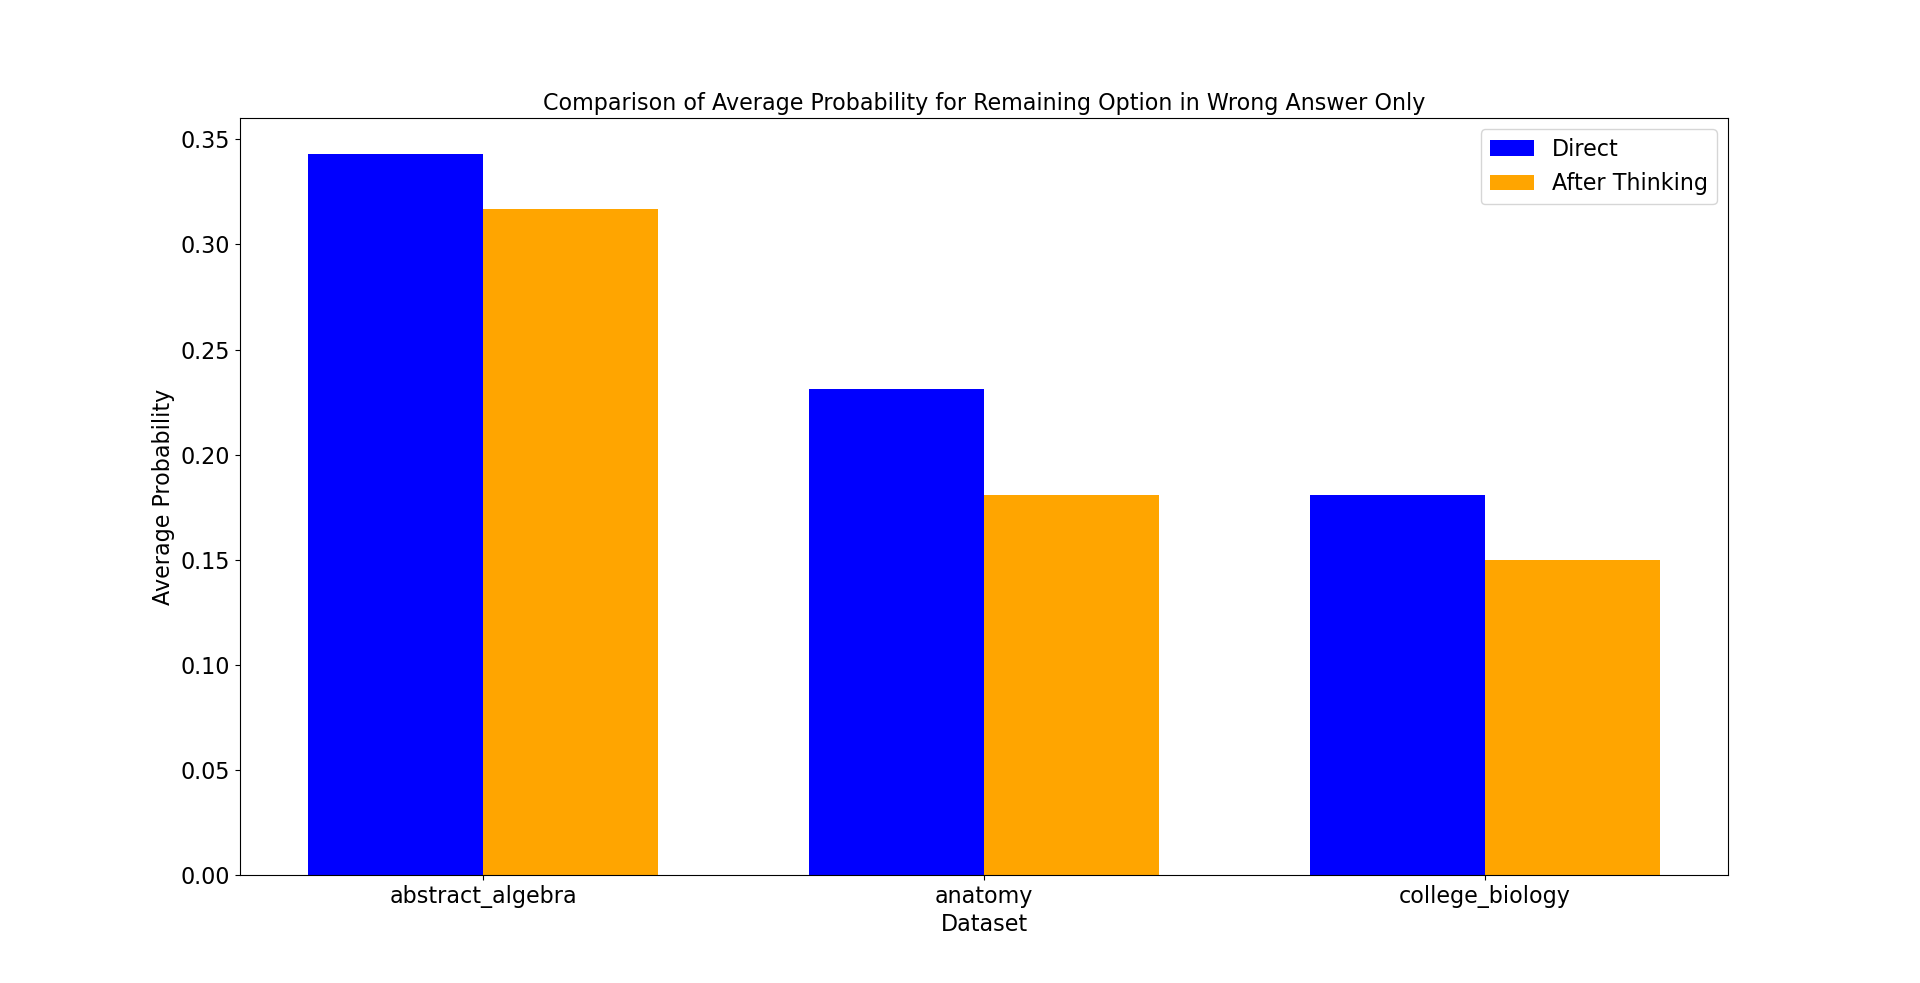 Comparison of Average Probability for Remaining Option in Wrong Answer Only
Direct
After Thinking
Average Probability
0.35
0.30
0.25
0.20
0.15
0.10
0.05
0.00
abstract_algebra
anatomy
college_biology
Dataset